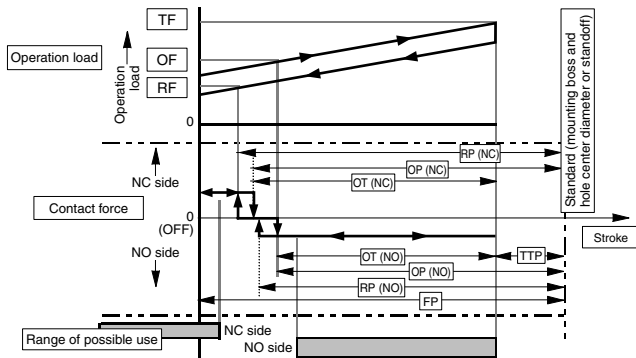 TF
Operation load
OF
RF
Operation
load
0
Standard (mounting boss and
hole center diameter or standoff)
RP (NC)
OP (NC)
OT (NC)
NC side
Contact force
0
(OFF)
Stroke
NO side
OT (NO)
TTP
OP (NO)
RP (NO)
FP
NC side
Range of possible use
NO side